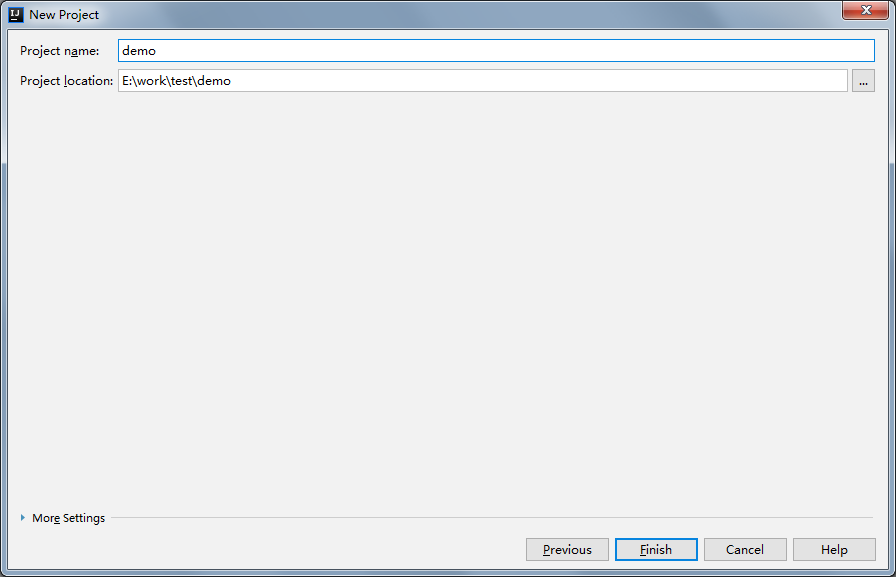 IJ New Project
Project name: demo
Project location: E:\work\test\demo ...
More Settings
Previous Finish Cancel Help